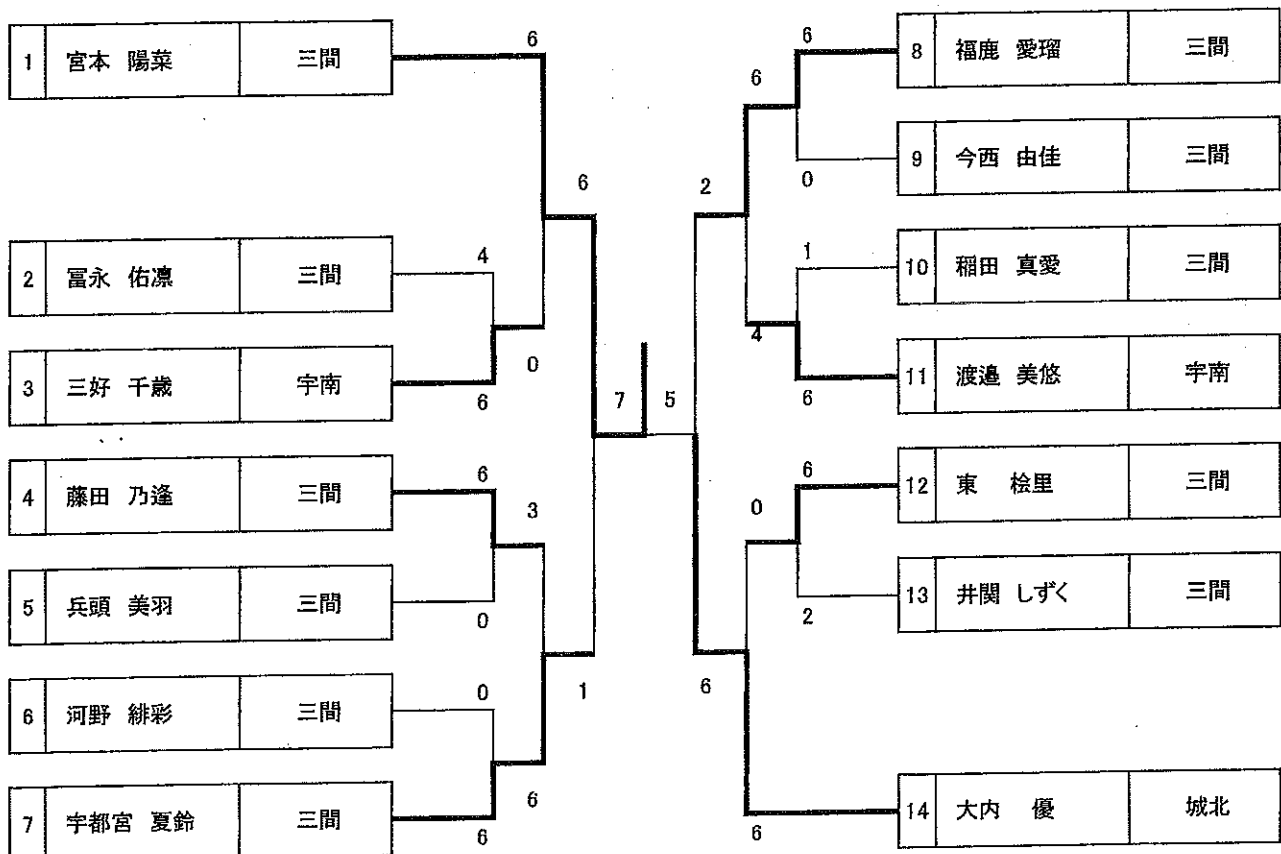 1 宮本 陽菜 三間
2 冨永 佑凛 三間
3 三好 千歳 宇南
4 藤田 乃逢 三間
5 兵頭 美羽 三間
6 河野 緋彩 三間
7 宇都宮 夏鈴 三間
6
4
6
0
6
6
3
0
0
6
6
1
7 5
8 福鹿 愛瑠 三間
9 今西 由佳 三間
10 稲田 真愛 三間
11 渡邉 美悠 宇南
12 東 桧里 三間
13 井関 しずく 三間
14 大内 優 城北
6
6
0
2
1
4
6
6
0
2
6
6